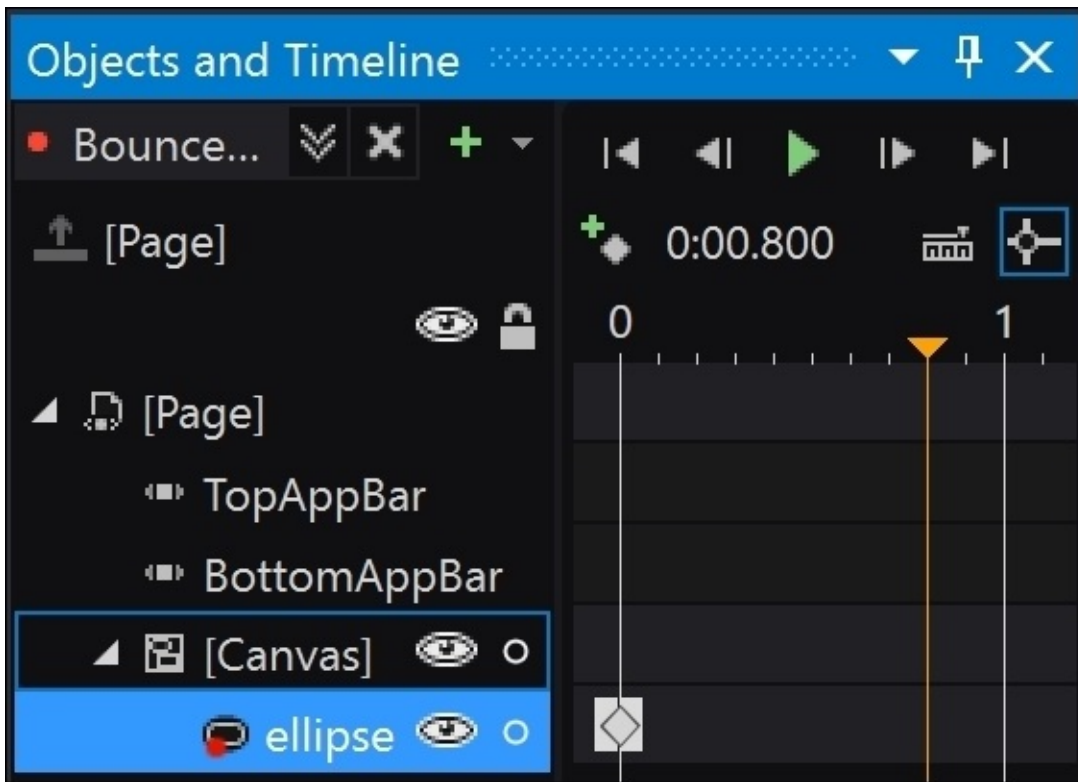 Objects and Timeline
Bounce...
[Page]
0:00.800
0 1
[Page]
TopAppBar
BottomAppBar
[Canvas]
ellipse